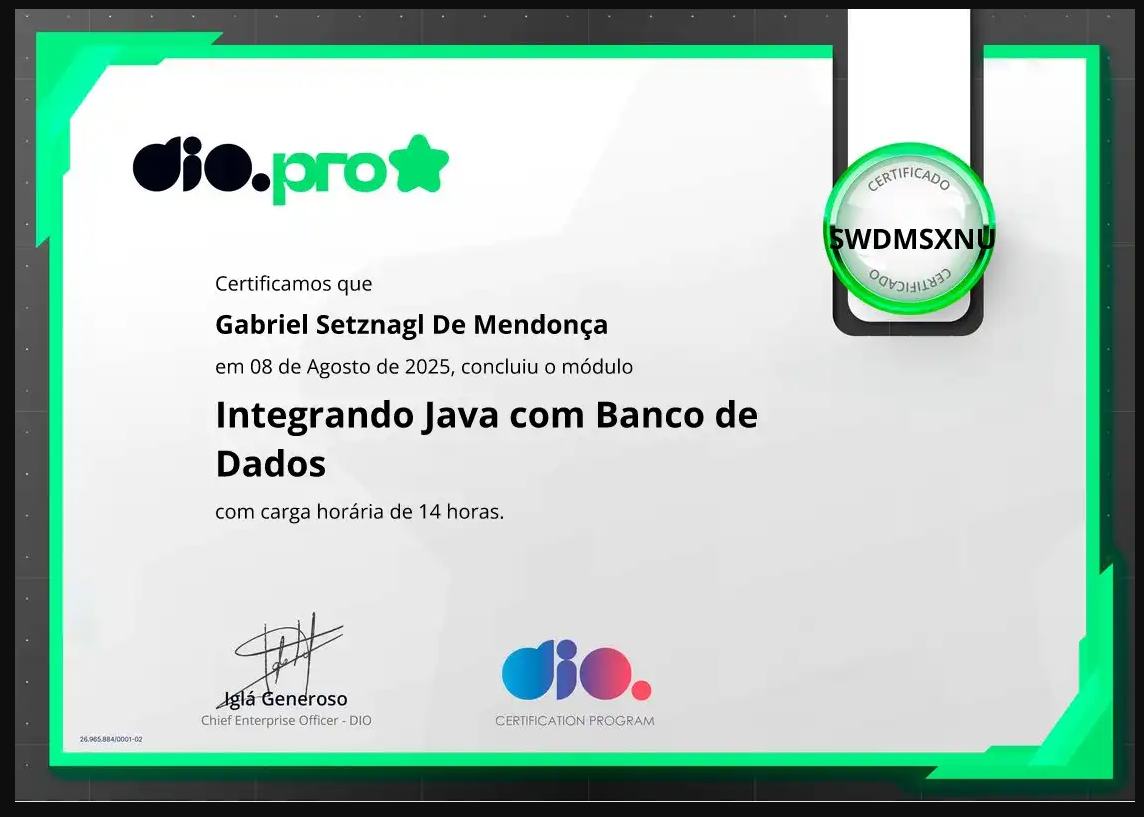 dio.pro
CERTIFICADO
SWDMSXNU
CERTIFICADO
Certificamos que
Gabriel Setznagl De Mendonça
em 08 de Agosto de 2025, concluiu o módulo
Integrando Java com Banco de
Dados
com carga horária de 14 horas.
Iglá Generoso
Chief Enterprise Officer - DIO
dio.
CERTIFICATION PROGRAM
26.965.884/0001-02